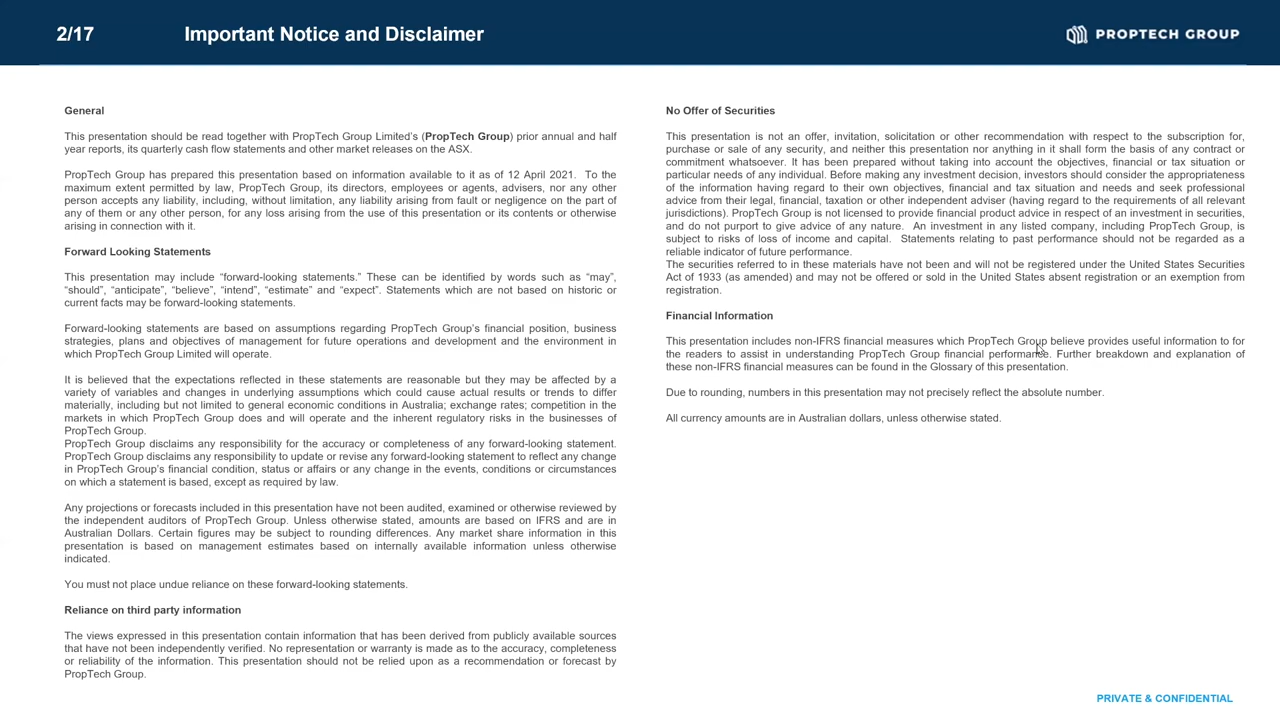 2/17
Important Notice and Disclaimer
PROPTECH GROUP
General
This presentation should be read together with PropTech Group Limited's (PropTech Group) prior annual and half
year reports, its quarterly cash flow statements and other market releases on the ASX.
PropTech Group has prepared this presentation based on information available to it as of 12 April 2021. To the
maximum extent permitted by law, PropTech Group, its directors, employees or agents, advisers, nor any other
person accepts any liability, including, without limitation, any liability arising from fault or negligence on the part of
any of them or any other person, for any loss arising from the use of this presentation or its contents or otherwise
arising in connection with it.
Forward Looking Statements
This presentation may include “forward-looking statements.” These can be identified by words such as “may”,
“should”, “anticipate”, “believe”, “intend”, “estimate” and “expect”. Statements which are not based on historic or
current facts may be forward-looking statements.
Forward-looking statements are based on assumptions regarding PropTech Group's financial position, business
strategies, plans and objectives of management for future operations and development and the environment in
which PropTech Group Limited will operate.
It is believed that the expectations reflected in these statements are reasonable but they may be affected by a
variety of variables and changes in underlying assumptions which could cause actual results or trends to differ
materially, including but not limited to general economic conditions in Australia; exchange rates; competition in the
markets in which PropTech Group does and will operate and the inherent regulatory risks in the businesses of
PropTech Group.
PropTech Group disclaims any responsibility for the accuracy or completeness of any forward-looking statement.
PropTech Group disclaims any responsibility to update or revise any forward-looking statement to reflect any change
in PropTech Group's financial condition, status or affairs or any change in the events, conditions or circumstances
on which a statement is based, except as required by law.
Any projections or forecasts included in this presentation have not been audited, examined or otherwise reviewed by
the independent auditors of PropTech Group. Unless otherwise stated, amounts are based on IFRS and are in
Australian Dollars. Certain figures may be subject to rounding differences. Any market share information in this
presentation is based on management estimates based on internally available information unless otherwise
indicated.
You must not place undue reliance on these forward-looking statements.
Reliance on third party information
The views expressed in this presentation contain information that has been derived from publicly available sources
that have not been independently verified. No representation or warranty is made as to the accuracy, completeness
or reliability of the information. This presentation should not be relied upon as a recommendation or forecast by
PropTech Group.
No Offer of Securities
This presentation is not an offer, invitation, solicitation or other recommendation with respect to the subscription for,
purchase or sale of any security, and neither this presentation nor anything in it shall form the basis of any contract or
commitment whatsoever. It has been prepared without taking into account the objectives, financial or tax situation or
particular needs of any individual. Before making any investment decision, investors should consider the appropriateness
of the information having regard to their own objectives, financial and tax situation and needs and seek professional
advice from their legal, financial, taxation or other independent adviser (having regard to the requirements of all relevant
jurisdictions). PropTech Group is not licensed to provide financial product advice in respect of an investment in securities,
and do not purport to give advice of any nature. An investment in any listed company, including PropTech Group, is
subject to risks of loss of income and capital. Statements relating to past performance should not be regarded as a
reliable indicator of future performance.
The securities referred to in these materials have not been and will not be registered under the United States Securities
Act of 1933 (as amended) and may not be offered or sold in the United States absent registration or an exemption from
registration.
Financial Information
This presentation includes non-IFRS financial measures which PropTech Group believe provides useful information to for
the readers to assist in understanding PropTech Group financial performance. Further breakdown and explanation of
these non-IFRS financial measures can be found in the Glossary of this presentation.
Due to rounding, numbers in this presentation may not precisely reflect the absolute number.
All currency amounts are in Australian dollars, unless otherwise stated.
PRIVATE & CONFIDENTIAL